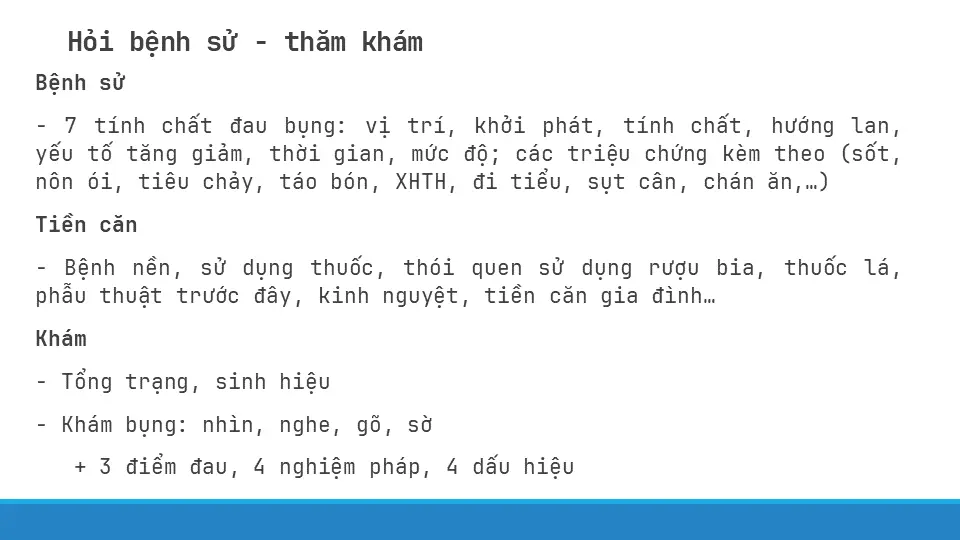 Hỏi bệnh sử - thăm khám
Bệnh sử
- 7 tính chất đau bụng: vị trí, khởi phát, tính chất, hướng lan,
yếu tố tăng giảm, thời gian, mức độ; các triệu chứng kèm theo (sốt,
nôn ói, tiêu chảy, táo bón, XHTH, đi tiểu, sụt cân, chán ăn,…)
Tiền căn
- Bệnh nền, sử dụng thuốc, thói quen sử dụng rượu bia, thuốc lá,
phẫu thuật trước đây, kinh nguyệt, tiền căn gia đình…
Khám
- Tổng trạng, sinh hiệu
- Khám bụng: nhìn, nghe, gõ, sờ
+ 3 điểm đau, 4 nghiệm pháp, 4 dấu hiệu